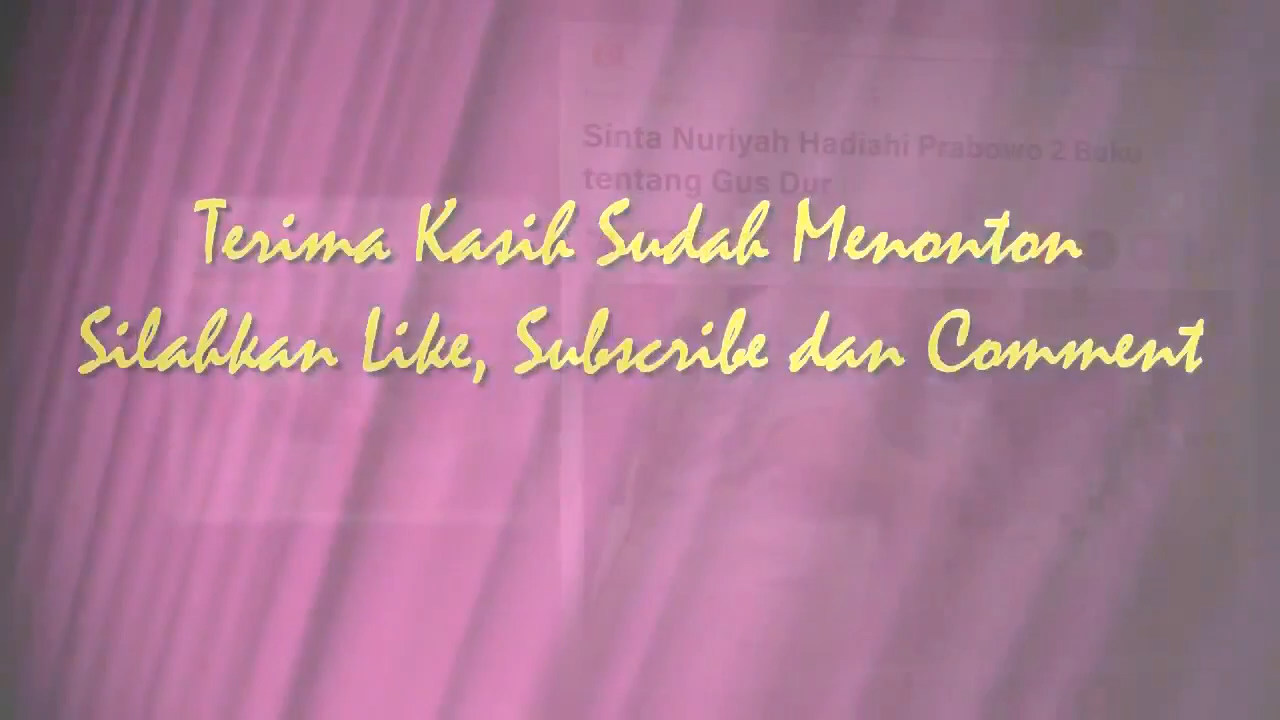 Sinta Nuriyah Hadiahi Prabowo 2 Buku
tentang Gus Dur
Terima Kasih Sudah Menonton
Silahkan Like, Subscribe dan Comment